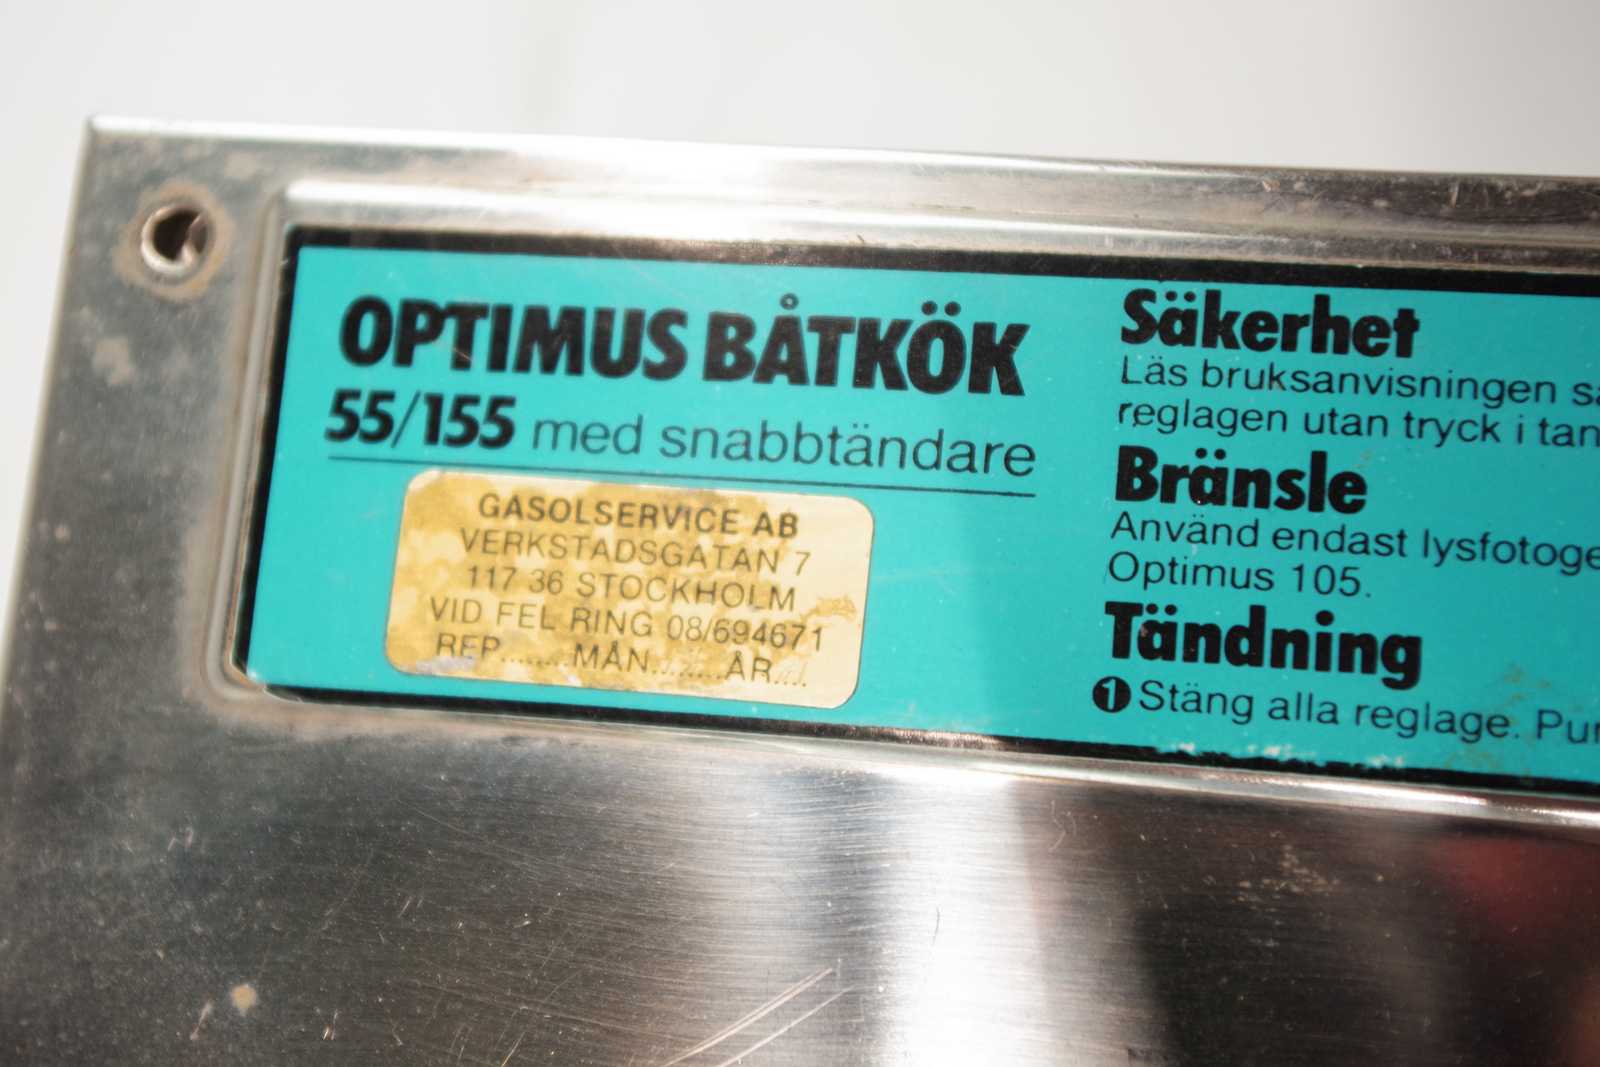 OPTIMUS BÅTKÖK
55/155 med snabbtändare
GASOLSERVICE AB
VERKSTADSGATAN 7
117 36 STOCKHOLM
VID FEL RING 08/694671
REP........MÅN.........ÅR.....
Säkerhet
Läs bruksanvisningen
reglagen utan tryck i
Bränsle
Använd endast
Optimus 105.
Tändning
1 Stäng alla reglage.